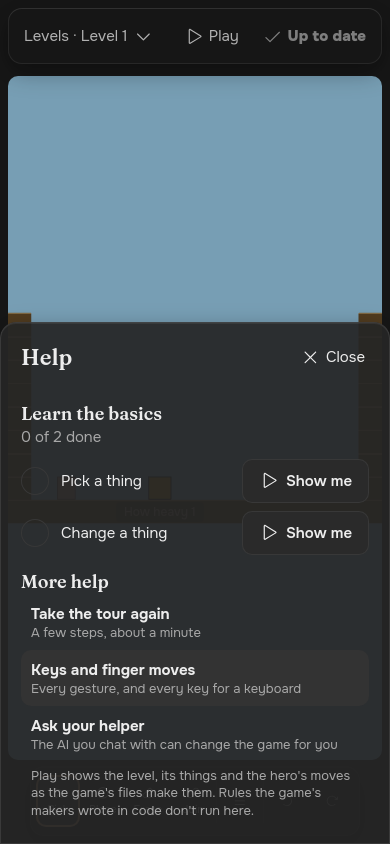 Levels · Level 1
Play
Up to date
Help
Close
Learn the basics
0 of 2 done
Pick a thing
Show me
Change a thing
Show me
More help
Take the tour again
A few steps, about a minute
Keys and finger moves
Every gesture, and every key for a keyboard
Ask your helper
The AI you chat with can change the game for you
Play shows the level, its things and the hero's moves
as the game's files make them. Rules the game's
makers wrote in code don't run here.